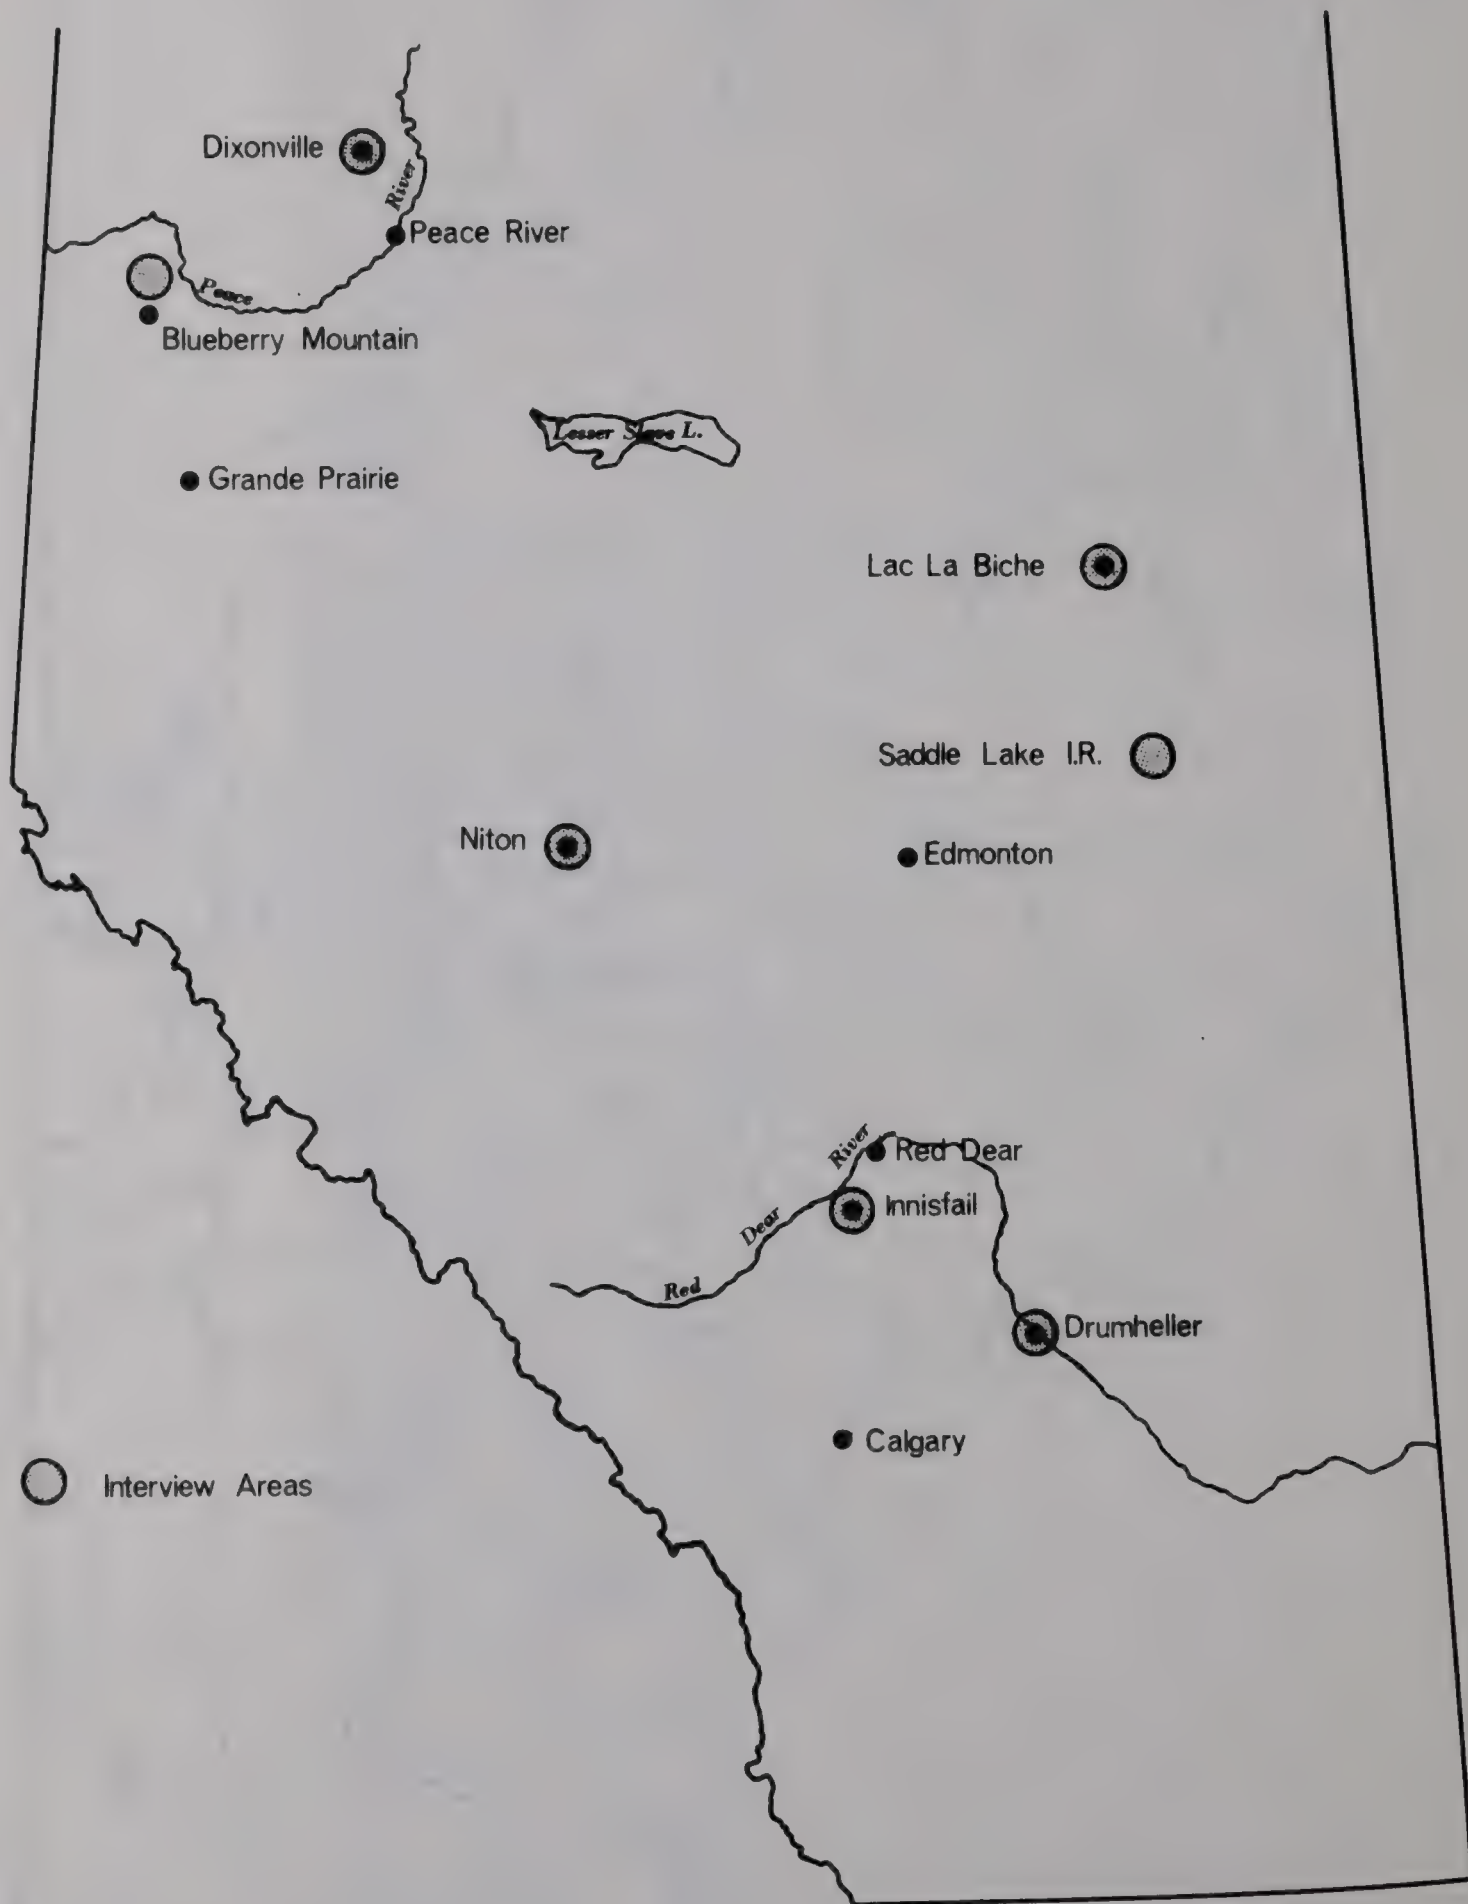 Dixonville
River
Peace River
Peace
Blueberry Mountain
Lesser Slave L.
Grande Prairie
Lac La Biche
Saddle Lake I.R.
Niton
Edmonton
River
Red Dear
Dear
Innisfail
Red
Drumheller
Calgary
Interview Areas